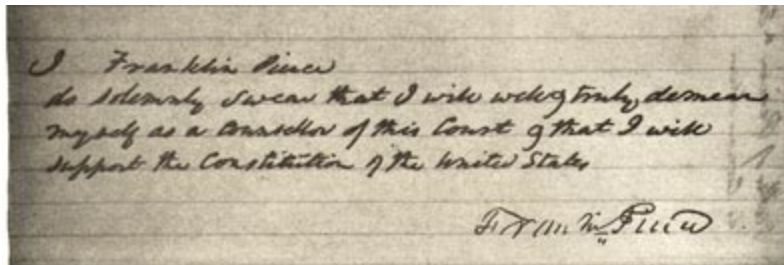 I Franklin Pierce
do solemnly swear that I will well & truly demean
myself as a Counsellor of this Court & that I will
support the Constitution of the United States
Frank Pierce